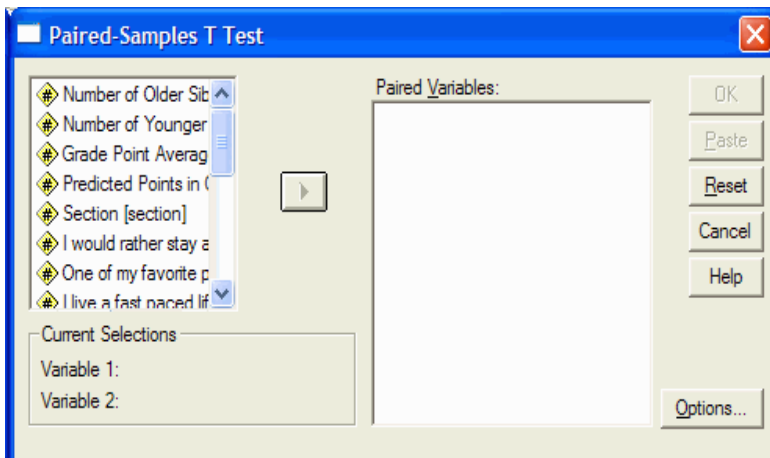 Paired-Samples T Test
Number of Older Sib
Number of Younger
Grade Point Averag
Predicted Points in
Section [section]
I would rather stay a
One of my favorite p
I live a fast paced lif
Current Selections
Variable 1:
Variable 2:
Paired Variables:
OK
Paste
Reset
Cancel
Help
Options...